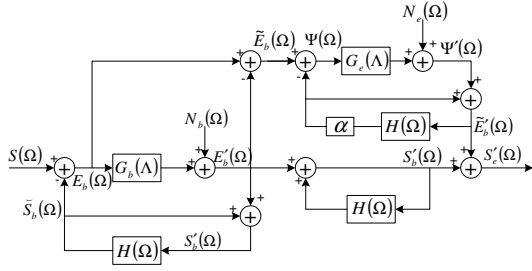 N_e(Ω)
Ẽ_b(Ω) Ψ(Ω) Ψ′(Ω)
+ + + G_e(Λ) + +
- - +
+
N_b(Ω) α H(Ω) Ẽ′_b(Ω)
S(Ω) + E′_b(Ω) S′_b(Ω) S′_e(Ω)
+ G_b(Λ) + + + +
- E_b(Ω) +
S̆_b(Ω) - + H(Ω)
+
H(Ω) S′_b(Ω)